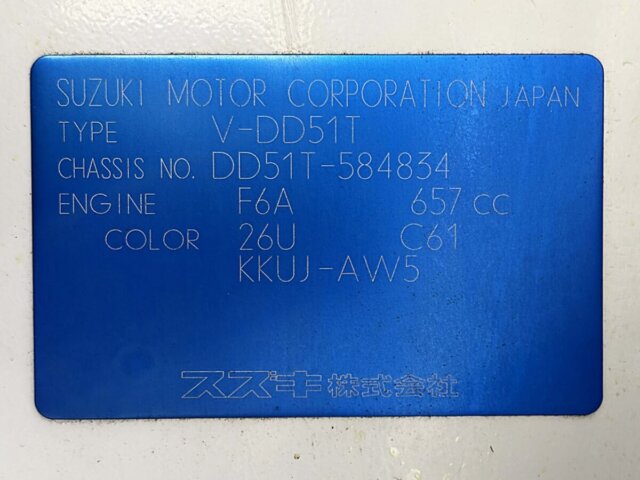 SUZUKI MOTOR CORPORATION JAPAN
TYPE V-DD51T
CHASSIS NO. DD51T-584834
ENGINE F6A 657 CC
COLOR 26U C61
KKUJ-AW5
スズキ株式会社